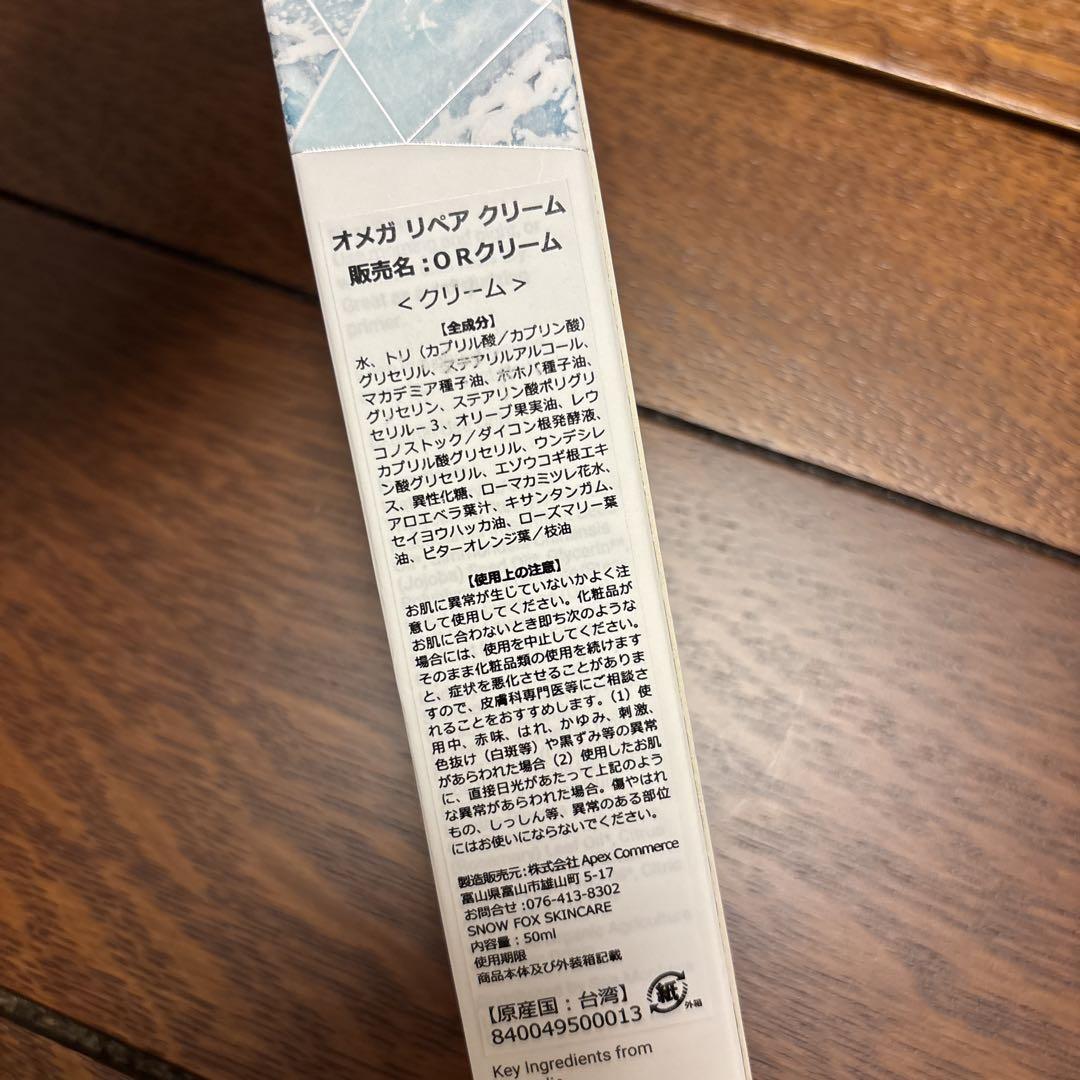 オメガ リペア クリーム
販売名:ORクリーム
<クリーム>
【全成分】
水、トリ（カプリル酸／カプリン酸）
グリセリル、ステアリルアルコール、
マカデミア種子油、ホホバ種子油、
グリセリン、ステアリン酸ポリグリ
セリル－３、オリーブ果実油、レウ
コノストック／ダイコン根発酵液、
カプリル酸グリセリル、ウンデシレ
ン酸グリセリル、エゾウコギ根エキ
ス、異性化糖、ローマカミツレ花水、
アロエベラ葉汁、キサンタンガム、
セイヨウハッカ油、ローズマリー葉
油、ビターオレンジ葉／枝油
【使用上の注意】
お肌に異常が生じていないかよく注
意して使用してください。化粧品が
お肌に合わないとき即ち次のような
場合には、使用を中止してください。
そのまま化粧品類の使用を続けます
と、症状を悪化させることがありま
すので、皮膚科専門医等にご相談さ
れることをおすすめします。（1）使
用中、赤味、はれ、かゆみ、刺激、
色抜け（白斑等）や黒ずみ等の異常
があらわれた場合（2）使用したお肌
に、直接日光があたって上記のよう
な異常があらわれた場合。傷やはれ
もの、しっしん等、異常のある部位
にはお使いにならないでください。
製造販売元:株式会社 Apex Commerce
富山県富山市雄山町 5-17
お問合せ:076-413-8302
SNOW FOX SKINCARE
内容量：50ml
使用期限
商品本体及び外装箱記載
【原産国：台湾】
紙 外箱
840049500013
Key Ingredients from